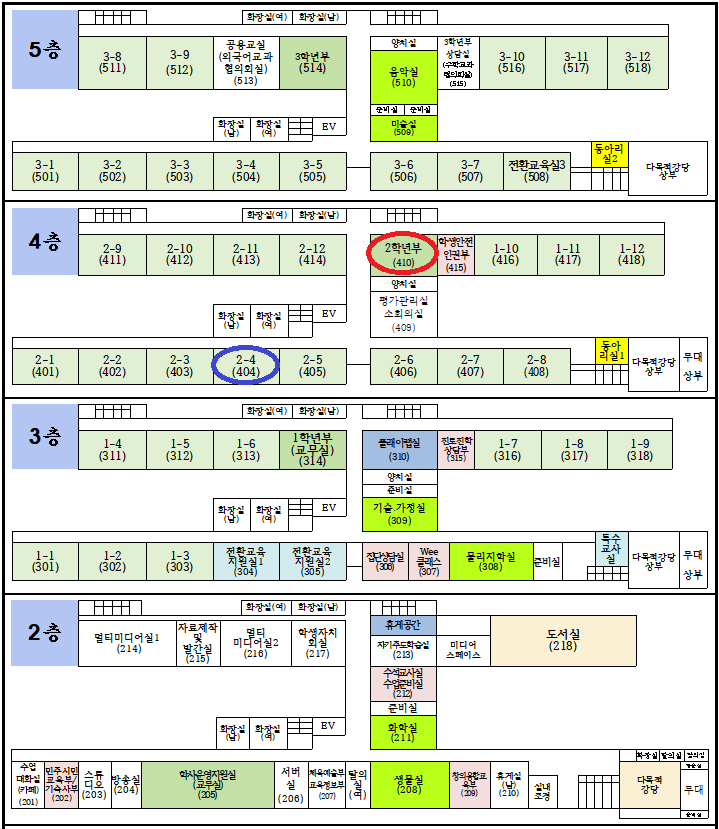 5층
화장실(여) 화장실(남)
3-8 (511)
3-9 (512)
공용교실
(외국어교과
협의회실)
(513)
3학년부
(514)
양치실
음악실
(510)
준비실 준비실
미술실
(509)
3학년부
상담실
(수학교과
협의회실)
(515)
3-10 (516)
3-11 (517)
3-12 (518)
화장실 (남)
화장실 (여)
EV
3-1 (501)
3-2 (502)
3-3 (503)
3-4 (504)
3-5 (505)
3-6 (506)
3-7 (507)
전환교육실3
(508)
동아리
실2
다목적강당
상부
4층
화장실(여) 화장실(남)
2-9 (411)
2-10 (412)
2-11 (413)
2-12 (414)
2학년부
(410)
학생안전
인권부
(415)
1-10 (416)
1-11 (417)
1-12 (418)
양치실
평가관리실
소회의실
(409)
화장실 (남)
화장실 (여)
EV
2-1 (401)
2-2 (402)
2-3 (403)
2-4 (404)
2-5 (405)
2-6 (406)
2-7 (407)
2-8 (408)
동아
리실1
다목적강당
상부
무대
상부
3층
화장실(여) 화장실(남)
1-4 (311)
1-5 (312)
1-6 (313)
1학년부
(교무실)
(314)
플레이랩실
(310)
진로진학
상담부
(315)
1-7 (316)
1-8 (317)
1-9 (318)
양치실
준비실
기술.가정실
(309)
화장실 (남)
화장실 (여)
EV
1-1 (301)
1-2 (302)
1-3 (303)
전환교육
지원실1
(304)
전환교육
지원실2
(305)
집단상담실
(306)
Wee
클래스
(307)
물리지학실
(308)
준비실
특수
교사
실
다목적강당
상부
무대
상부
2층
화장실(여) 화장실(남)
멀티미디어실1
(214)
자료제작
및
발간실
(215)
멀티
미디어실2
(216)
학생자치
회실
(217)
휴게공간
자기주도학습실
(213)
미디어
스페이스
도서실
(218)
수석교사실
수업준비실
(212)
준비실
화학실
(211)
화장실 (남)
화장실 (여)
EV
수업
대화실
(카페)
(201)
민주시민
교육부/
기숙사부
(202)
스튜
디오
(203)
방송실
(204)
학사운영지원실
(교무실)
(205)
서버
실
(206)
체육예술부
교육정보부
(207)
탈의
실
(여)
생물실
(208)
창의융합교
육부
(209)
휴게실
(남)
(210)
실내
조경
화장실 탈의실
다목적
강당
무대